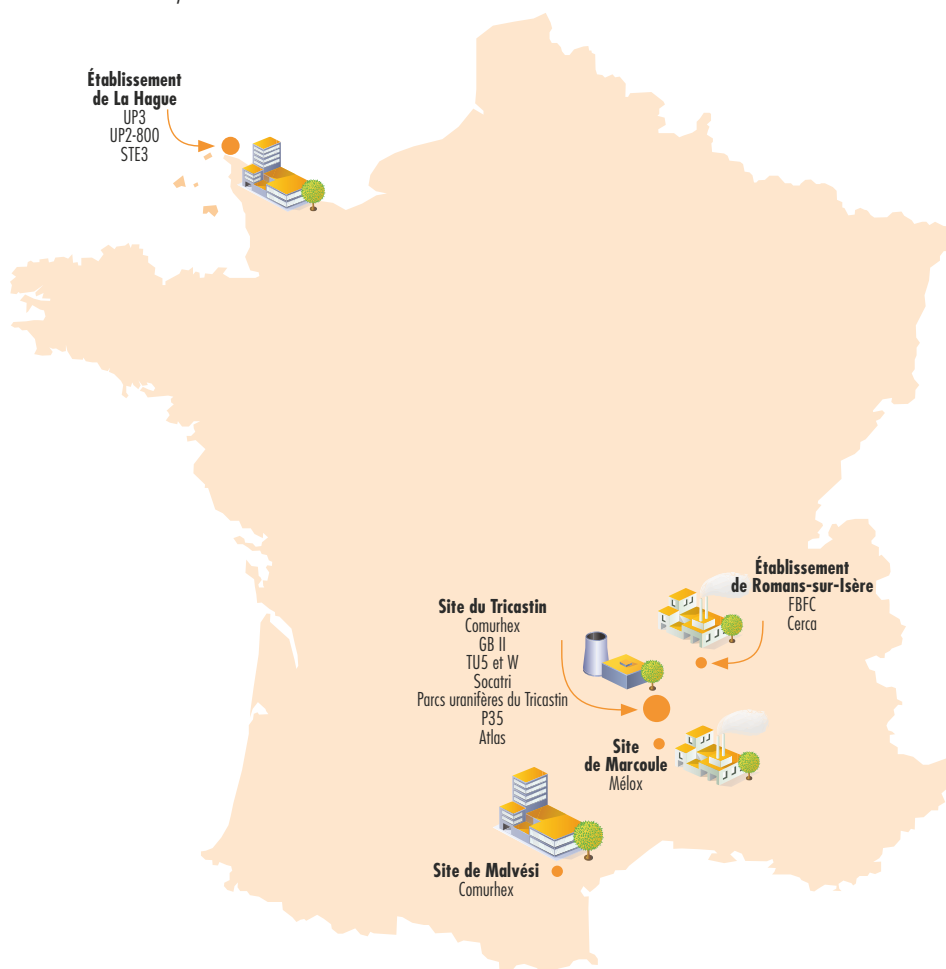 Établissement
de La Hague
UP3
UP2-800
STE3
Établissement
de Romans-sur-Isère
FBFC
Cerca
Site du Tricastin
Comurhex
GB II
TU5 et W
Socatri
Parcs uranifères du Tricastin
P35
Atlas
Site
de Marcoule
Mélox
Site de Malvési
Comurhex